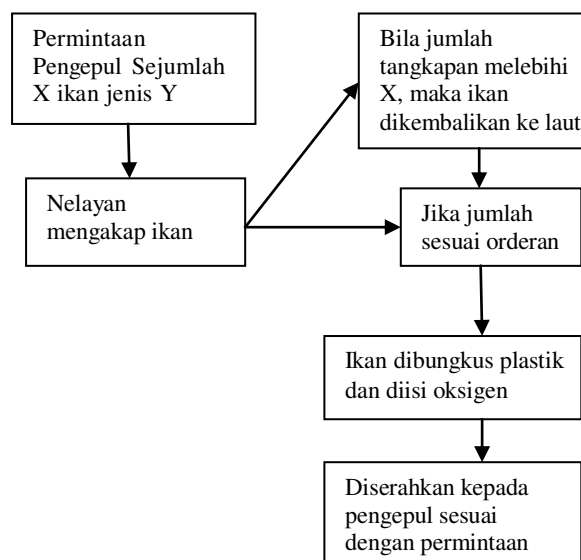 Permintaan
Pengepul Sejumlah
X ikan jenis Y
Bila jumlah
tangkapan melebihi
X, maka ikan
dikembalikan ke laut
Nelayan
mengakap ikan
Jika jumlah
sesuai orderan
Ikan dibungkus plastik
dan diisi oksigen
Diserahkan kepada
pengepul sesuai
dengan permintaan